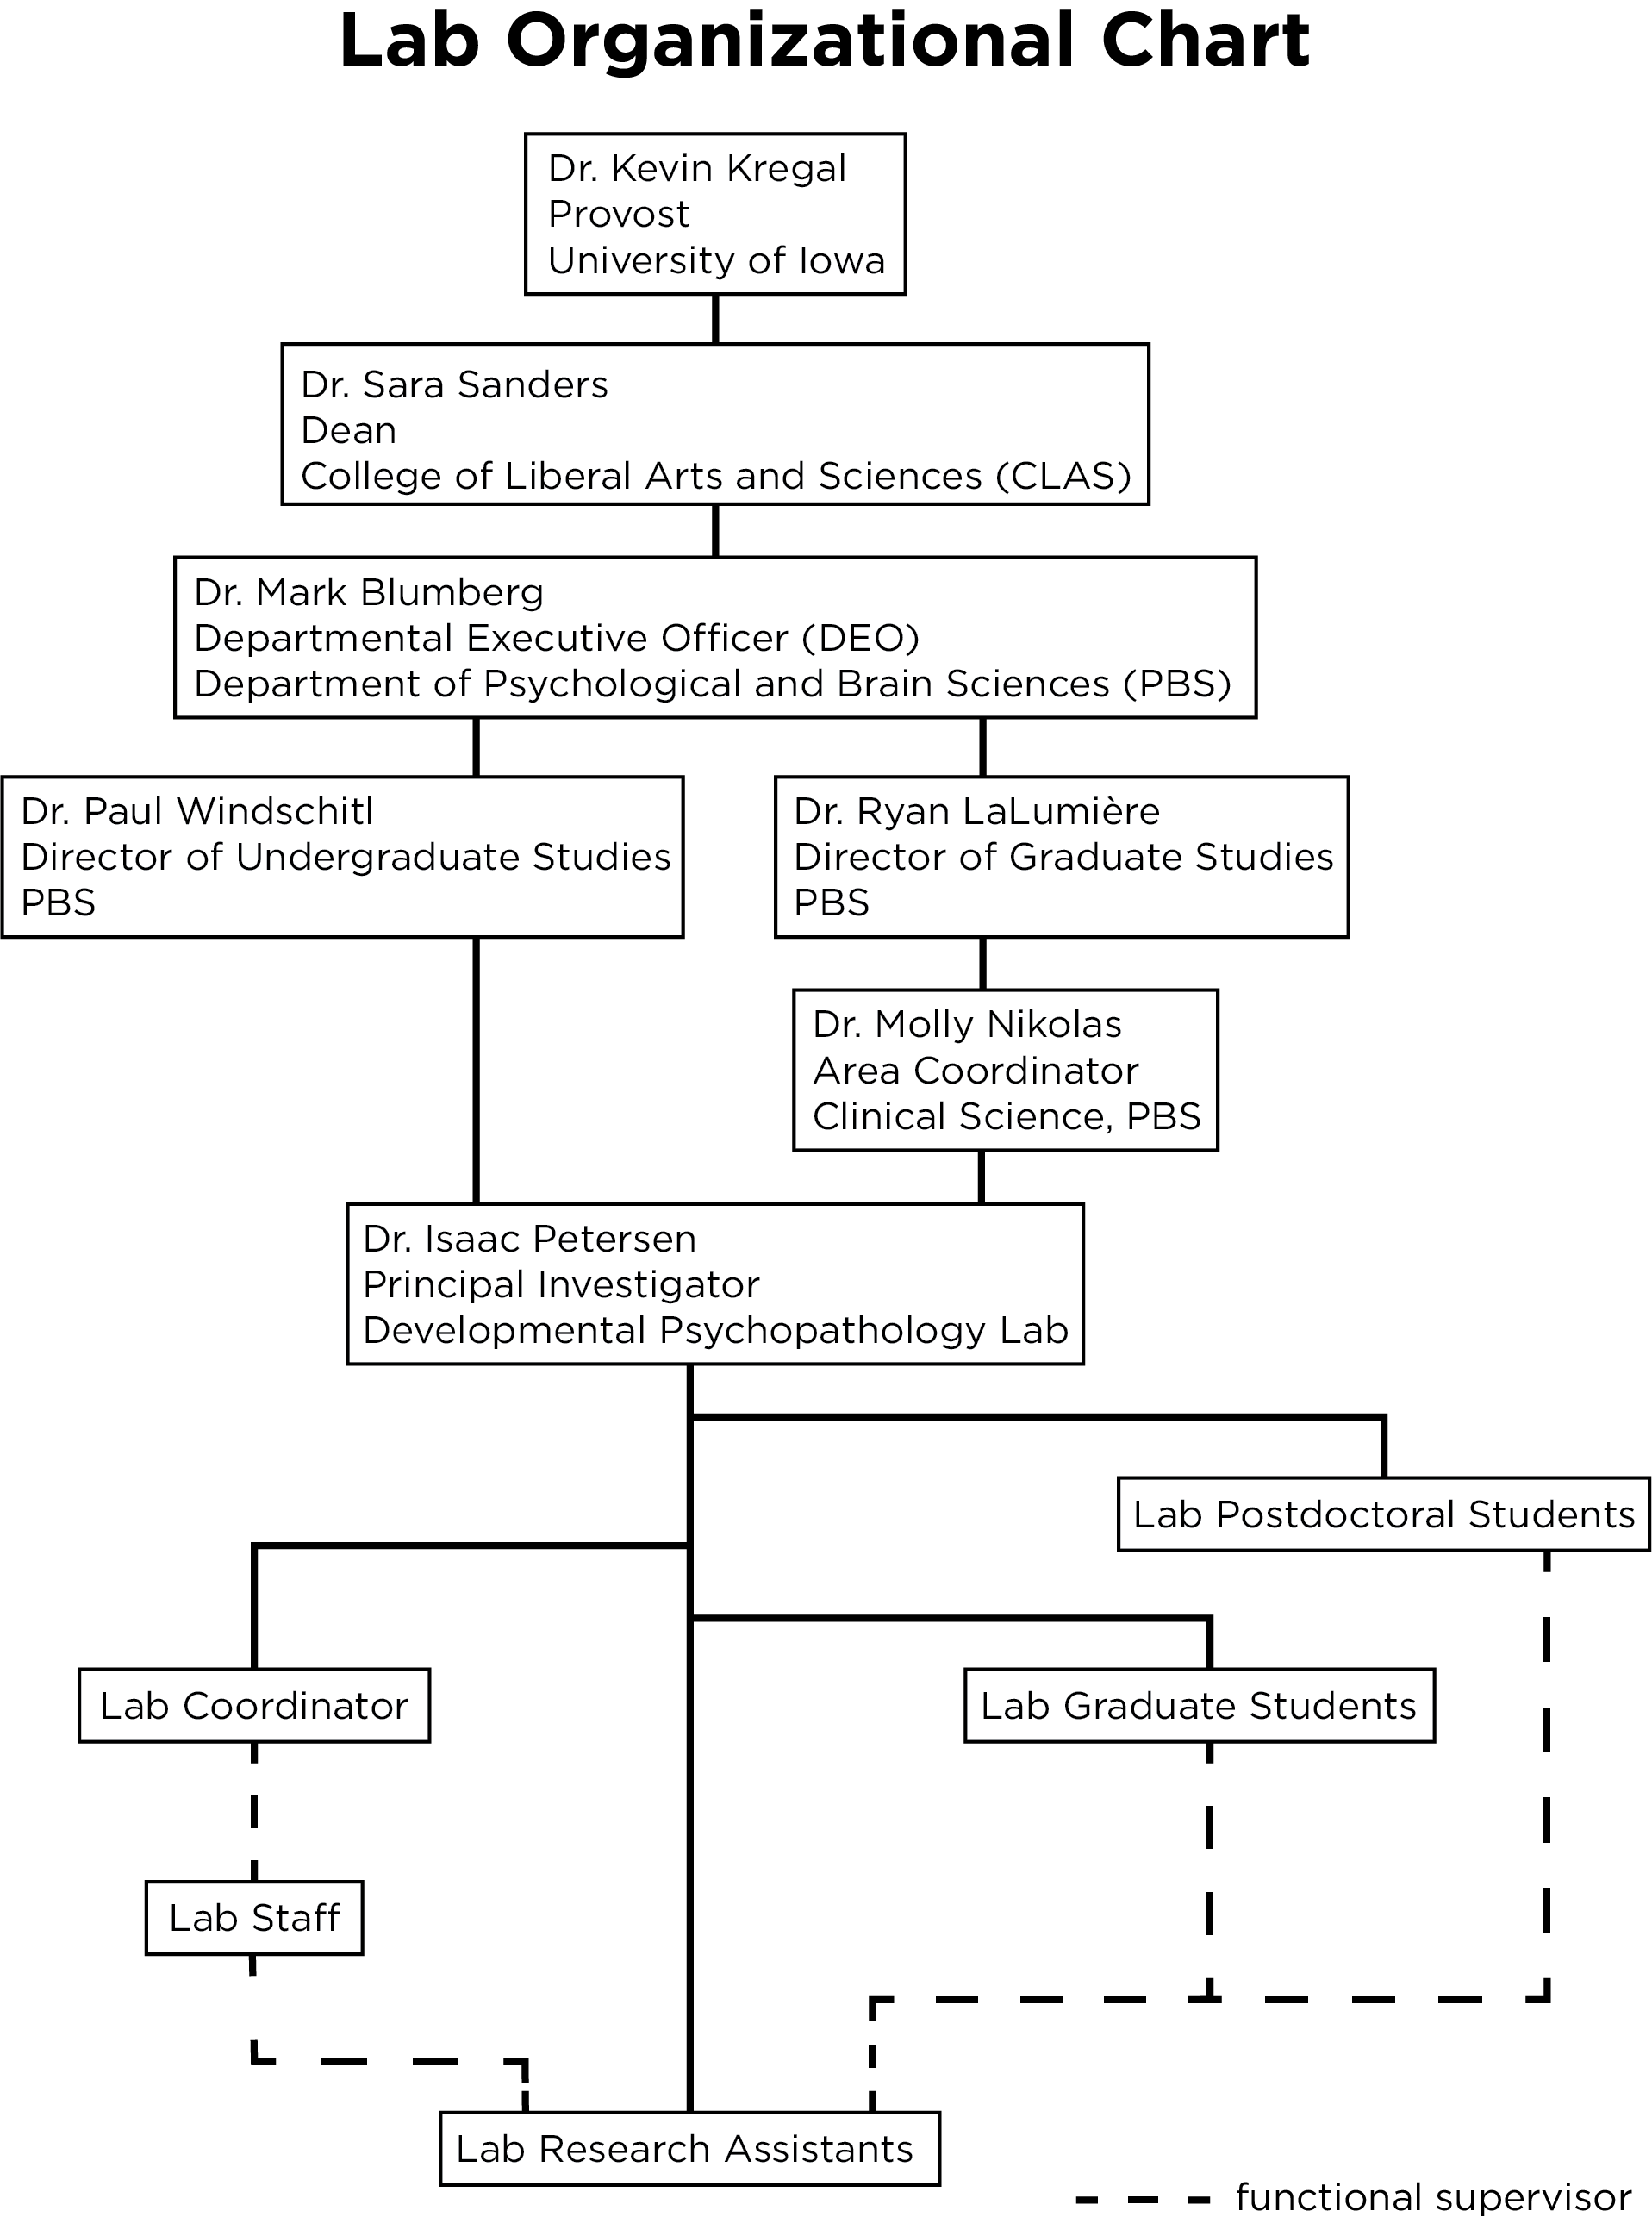 Lab Organizational Chart
Dr. Kevin Kregal
Provost
University of Iowa
Dr. Sara Sanders
Dean
College of Liberal Arts and Sciences (CLAS)
Dr. Mark Blumberg
Departmental Executive Officer (DEO)
Department of Psychological and Brain Sciences (PBS)
Dr. Paul Windschitl
Director of Undergraduate Studies
PBS
Dr. Ryan LaLumière
Director of Graduate Studies
PBS
Dr. Molly Nikolas
Area Coordinator
Clinical Science, PBS
Dr. Isaac Petersen
Principal Investigator
Developmental Psychopathology Lab
Lab Postdoctoral Students
Lab Coordinator
Lab Graduate Students
Lab Staff
Lab Research Assistants
functional supervisor